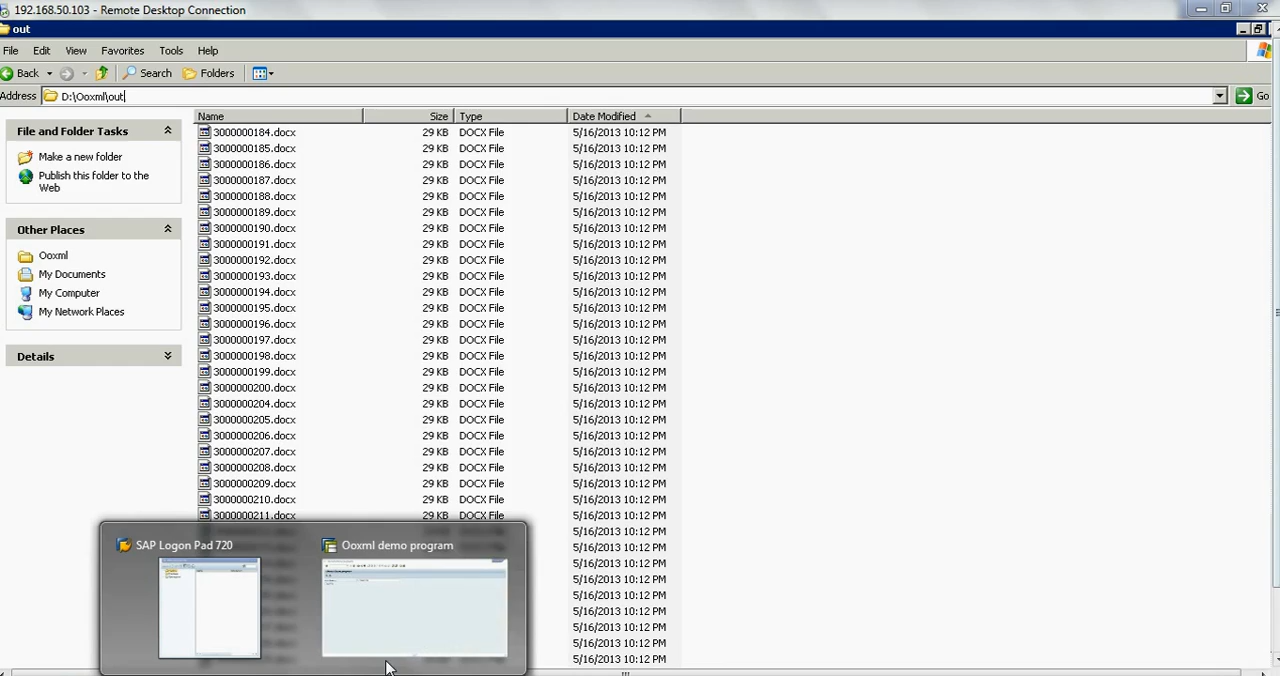 192.168.50.103 - Remote Desktop Connection
out
File Edit View Favorites Tools Help
Back Search Folders
Address D:\Ooxml\out Go
Name Size Type Date Modified
File and Folder Tasks
Make a new folder
Publish this folder to the
Web
Other Places
Ooxml
My Documents
My Computer
My Network Places
Details
3000000184.docx 29 KB DOCX File 5/16/2013 10:12 PM
3000000185.docx 29 KB DOCX File 5/16/2013 10:12 PM
3000000186.docx 29 KB DOCX File 5/16/2013 10:12 PM
3000000187.docx 29 KB DOCX File 5/16/2013 10:12 PM
3000000188.docx 29 KB DOCX File 5/16/2013 10:12 PM
3000000189.docx 29 KB DOCX File 5/16/2013 10:12 PM
3000000190.docx 29 KB DOCX File 5/16/2013 10:12 PM
3000000191.docx 29 KB DOCX File 5/16/2013 10:12 PM
3000000192.docx 29 KB DOCX File 5/16/2013 10:12 PM
3000000193.docx 29 KB DOCX File 5/16/2013 10:12 PM
3000000194.docx 29 KB DOCX File 5/16/2013 10:12 PM
3000000195.docx 29 KB DOCX File 5/16/2013 10:12 PM
3000000196.docx 29 KB DOCX File 5/16/2013 10:12 PM
3000000197.docx 29 KB DOCX File 5/16/2013 10:12 PM
3000000198.docx 29 KB DOCX File 5/16/2013 10:12 PM
3000000199.docx 29 KB DOCX File 5/16/2013 10:12 PM
3000000200.docx 29 KB DOCX File 5/16/2013 10:12 PM
3000000204.docx 29 KB DOCX File 5/16/2013 10:12 PM
3000000205.docx 29 KB DOCX File 5/16/2013 10:12 PM
3000000206.docx 29 KB DOCX File 5/16/2013 10:12 PM
3000000207.docx 29 KB DOCX File 5/16/2013 10:12 PM
3000000208.docx 29 KB DOCX File 5/16/2013 10:12 PM
3000000209.docx 29 KB DOCX File 5/16/2013 10:12 PM
3000000210.docx 29 KB DOCX File 5/16/2013 10:12 PM
3000000211.docx 29 KB DOCX File 5/16/2013 10:12 PM
5/16/2013 10:12 PM
5/16/2013 10:12 PM
5/16/2013 10:12 PM
5/16/2013 10:12 PM
5/16/2013 10:12 PM
5/16/2013 10:12 PM
5/16/2013 10:12 PM
5/16/2013 10:12 PM
5/16/2013 10:12 PM
SAP Logon Pad 720 Ooxml demo program